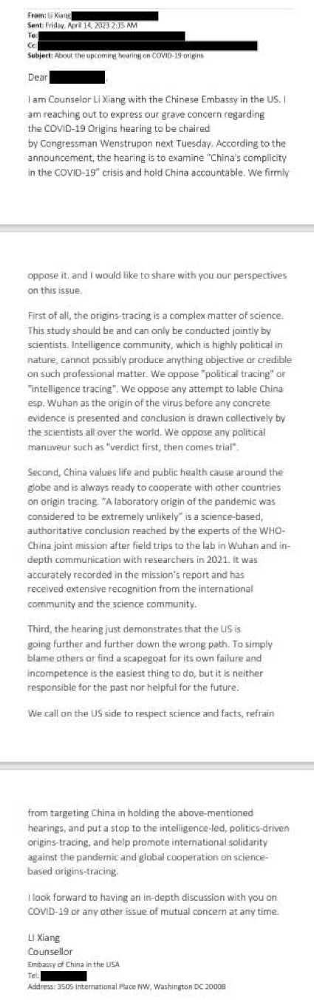 From: Li Xiang
Sent: Friday, April 14, 2023 2:15 AM
To:
Cc:
Subject: About the upcoming hearing on COVID-19 origins
Dear ,
I am Counselor Li Xiang with the Chinese Embassy in the US. I
am reaching out to express our grave concern regarding
the COVID-19 Origins hearing to be chaired
by Congressman Wenstrupon next Tuesday. According to the
announcement, the hearing is to examine "China's complicity
in the COVID-19" crisis and hold China accountable. We firmly
oppose it. and I would like to share with you our perspectives
on this issue.
First of all, the origins-tracing is a complex matter of science.
This study should be and can only be conducted jointly by
scientists. Intelligence community, which is highly political in
nature, cannot possibly produce anything objective or credible
on such professional matter. We oppose "political tracing" or
"intelligence tracing". We oppose any attempt to lable China
esp. Wuhan as the origin of the virus before any concrete
evidence is presented and conclusion is drawn collectively by
the scientists all over the world. We oppose any political
manuveur such as "verdict first, then comes trial".
Second, China values life and public health cause around the
globe and is always ready to cooperate with other countries
on origin tracing. "A laboratory origin of the pandemic was
considered to be extremely unlikely" is a science-based,
authoritative conclusion reached by the experts of the WHO-
China joint mission after field trips to the lab in Wuhan and in-
depth communication with researchers in 2021. It was
accurately recorded in the mission's report and has
received extensive recognition from the international
community and the science community.
Third, the hearing just demonstrates that the US is
going further and further down the wrong path. To simply
blame others or find a scapegoat for its own failure and
incompetence is the easiest thing to do, but it is neither
responsible for the past nor helpful for the future.
We call on the US side to respect science and facts, refrain
from targeting China in holding the above-mentioned
hearings, and put a stop to the intelligence-led, politics-driven
origins-tracing, and help promote international solidarity
against the pandemic and global cooperation on science-
based origins-tracing.
I look forward to having an in-depth discussion with you on
COVID-19 or any other issue of mutual concern at any time.
LI Xiang
Counsellor
Embassy of China in the USA
Tel:
Address: 3505 International Place NW, Washington DC 20008